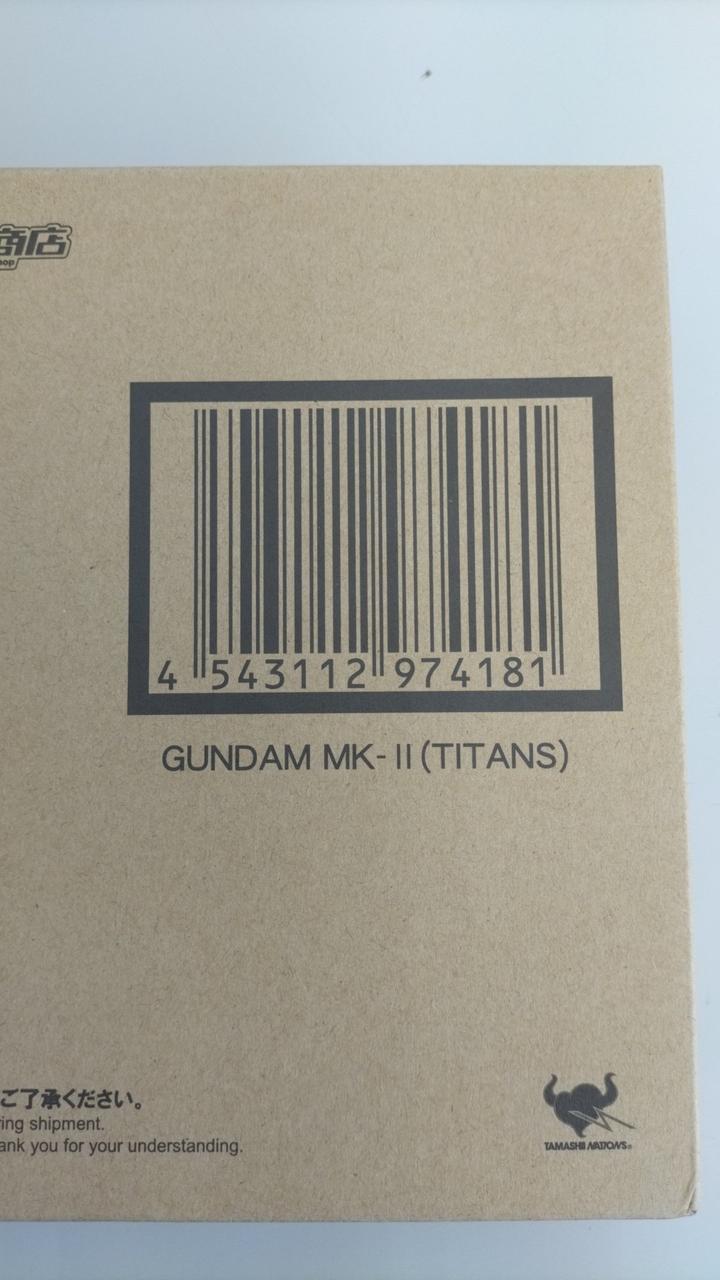 商店
hop
4 543112 974181
GUNDAM MK-II(TITANS)
ご了承ください。
ring shipment.
ank you for your understanding.
TAMASHII NATIONS®